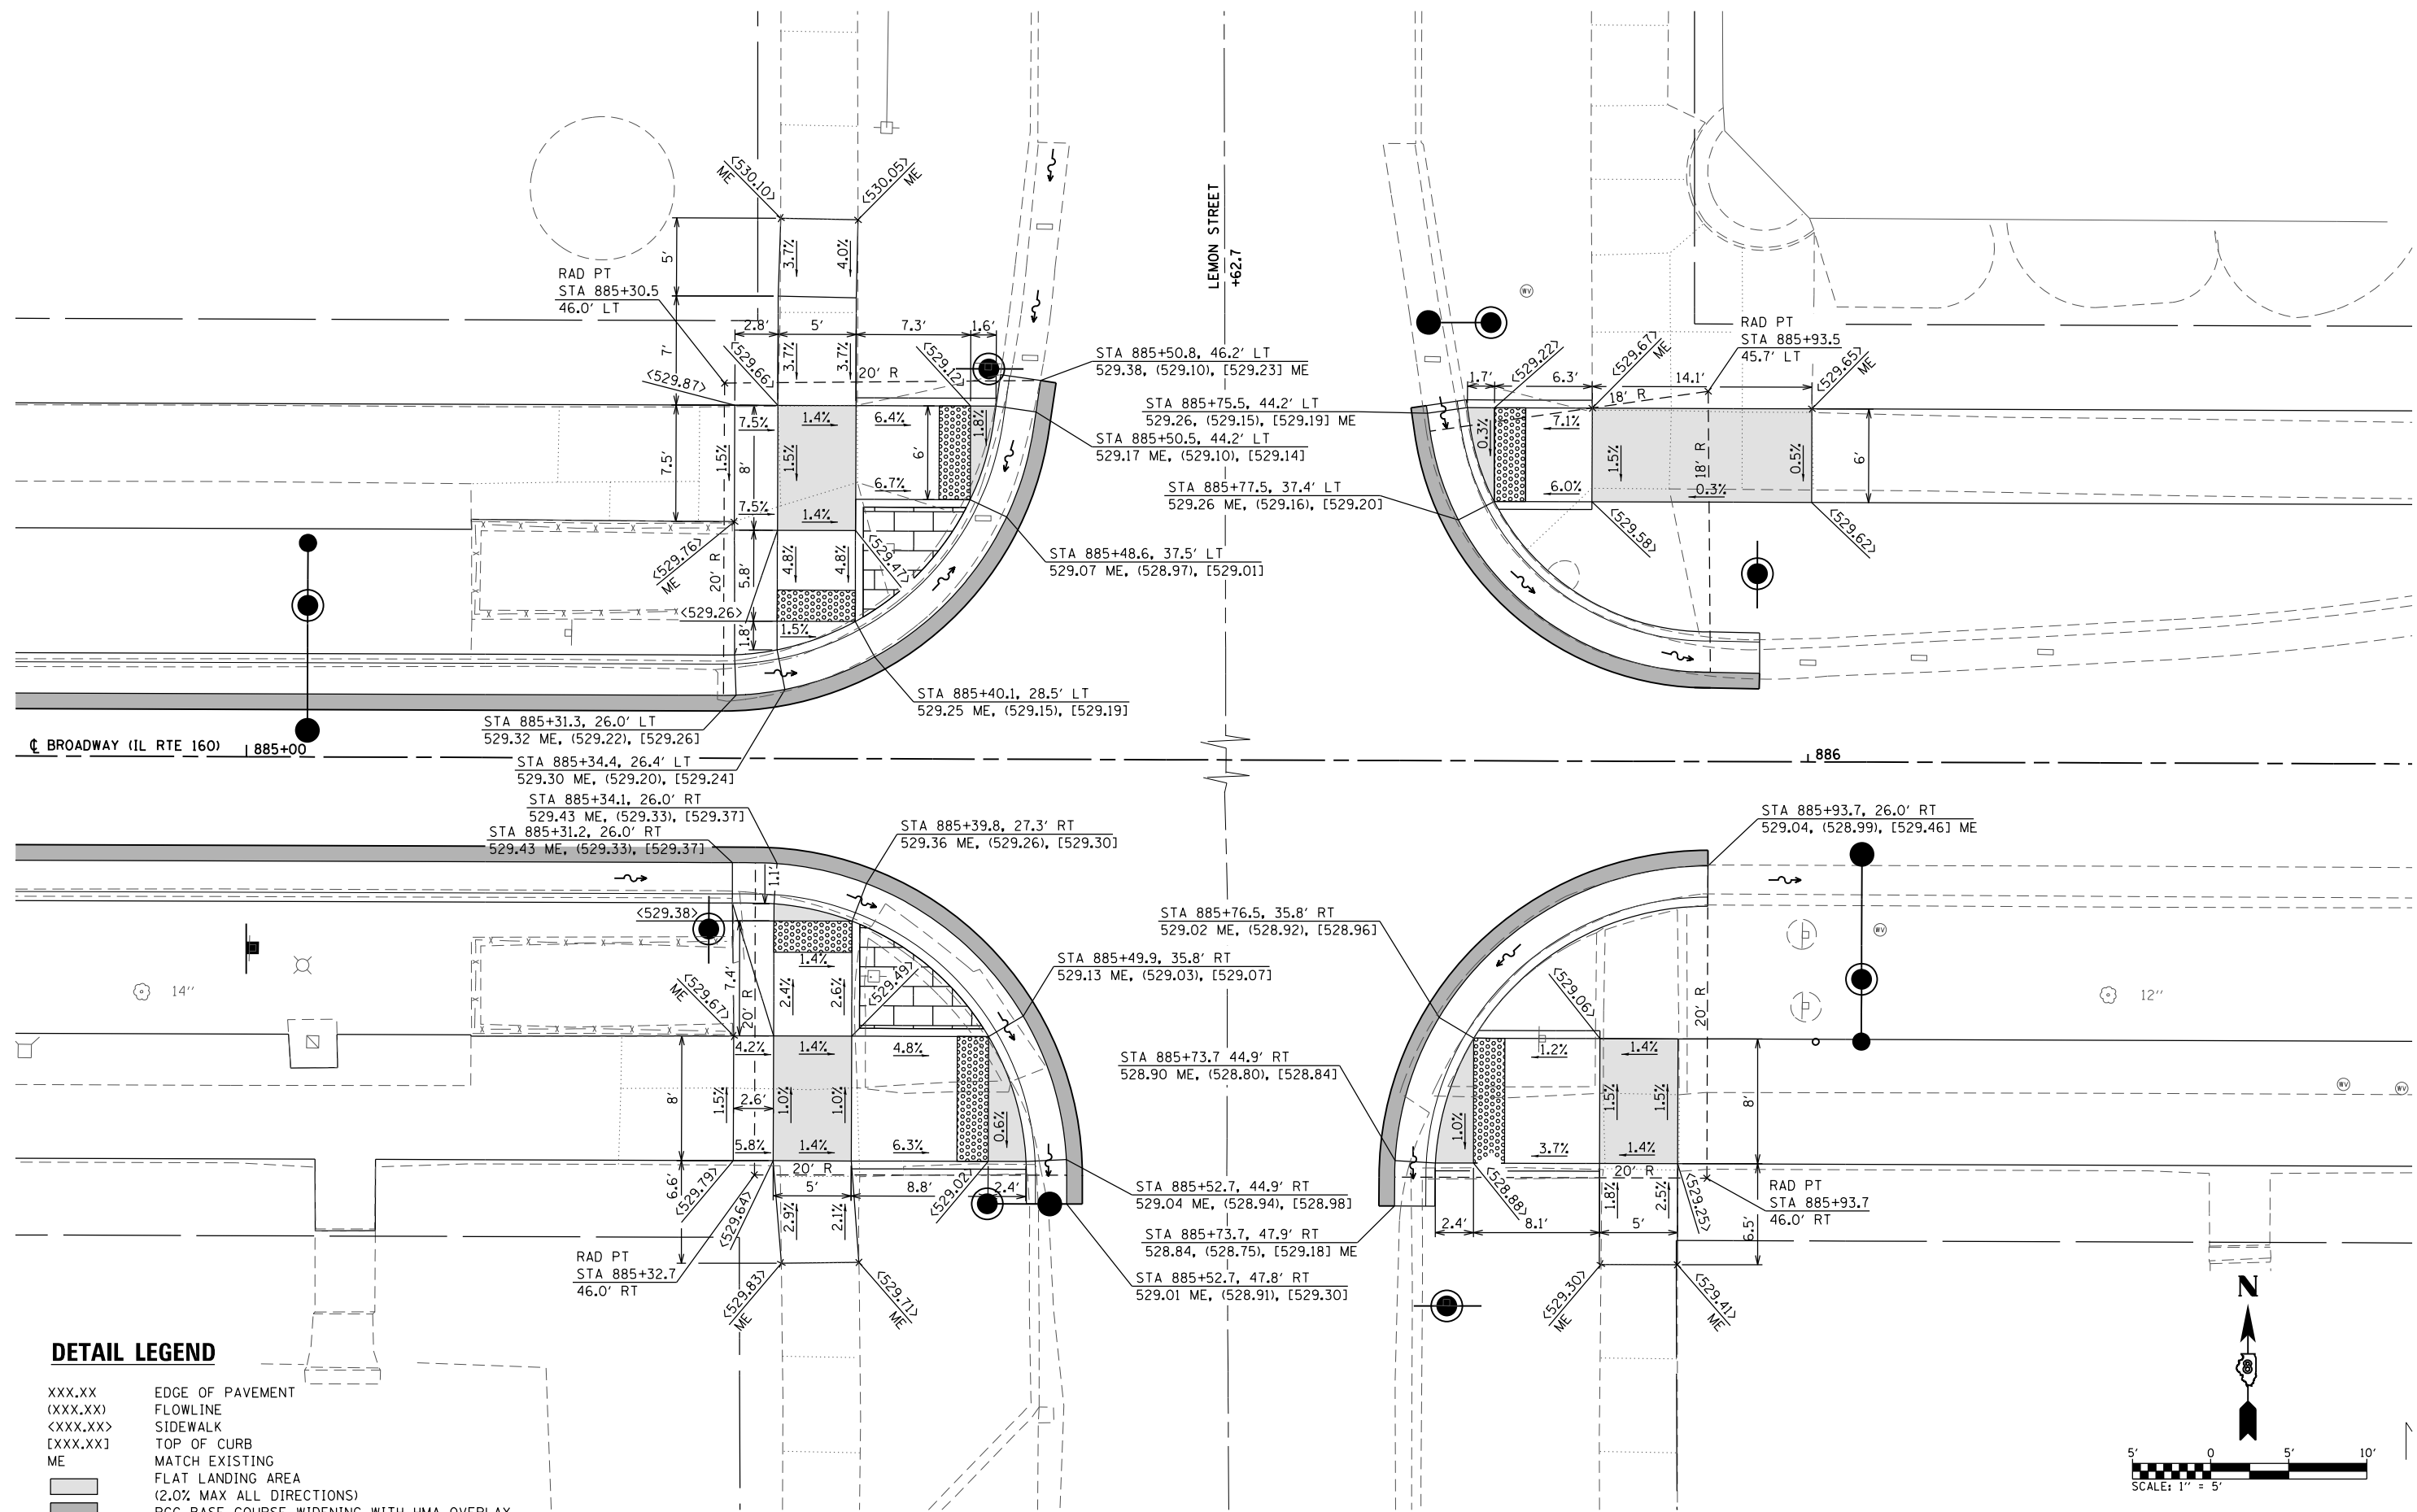 <530.10>
ME
<530.05>
ME
5'
3.7%
4.0%
RAD PT
STA 885+30.5
46.0' LT
7'
2.8'
5'
7.3'
1.6'
3.7%
3.7%
<529.66>
<529.12>
<529.87>
20' R
STA 885+50.8, 46.2' LT
529.38, (529.10), [529.23] ME
STA 885+50.5, 44.2' LT
529.17 ME, (529.10), [529.14]
7.5%
1.4%
6.4%
1.8%
7.5'
1.5%
8'
1.5%
6'
6.7%
7.5%
1.4%
<529.76>
ME
20' R
5.8'
4.8%
4.8%
<529.47>
<529.26>
1.8'
1.5%
STA 885+48.6, 37.5' LT
529.07 ME, (528.97), [529.01]
STA 885+40.1, 28.5' LT
529.25 ME, (529.15), [529.19]
STA 885+31.3, 26.0' LT
529.32 ME, (529.22), [529.26]
STA 885+34.4, 26.4' LT
529.30 ME, (529.20), [529.24]
LEMON STREET
+62.7
WV
RAD PT
STA 885+93.5
45.7' LT
STA 885+75.5, 44.2' LT
529.26, (529.15), [529.19] ME
STA 885+77.5, 37.4' LT
529.26 ME, (529.16), [529.20]
1.7'
6.3'
14.1'
<529.22>
<529.67>
ME
<529.65>
ME
18' R
18' R
0.3%
7.1%
1.5%
0.5%
6'
6.0%
0.3%
<529.58>
<529.62>
℄ BROADWAY (IL RTE 160)
885+00
886
STA 885+34.1, 26.0' RT
529.43 ME, (529.33), [529.37]
STA 885+31.2, 26.0' RT
529.43 ME, (529.33), [529.37]
STA 885+39.8, 27.3' RT
529.36 ME, (529.26), [529.30]
1.1'
<529.38>
14''
7.4'
20' R
1.4%
2.4%
2.6%
<529.49>
<529.67>
ME
4.2%
1.4%
4.8%
8'
1.5%
2.6'
1.0%
1.0%
0.6%
5.8%
1.4%
6.3%
6.6'
<529.79>
<529.64>
20' R
5'
8.8'
2.4'
<529.02>
2.9%
2.1%
<529.83>
ME
<529.71>
ME
RAD PT
STA 885+32.7
46.0' RT
STA 885+49.9, 35.8' RT
529.13 ME, (529.03), [529.07]
STA 885+52.7, 44.9' RT
529.04 ME, (528.94), [528.98]
STA 885+52.7, 47.8' RT
529.01 ME, (528.91), [529.30]
STA 885+93.7, 26.0' RT
529.04, (528.99), [529.46] ME
STA 885+76.5, 35.8' RT
529.02 ME, (528.92), [528.96]
STA 885+73.7 44.9' RT
528.90 ME, (528.80), [528.84]
STA 885+73.7, 47.9' RT
528.84, (528.75), [529.18] ME
WV
12''
WV
WV
<529.06>
20' R
1.2%
1.4%
1.0%
1.5%
1.5%
8'
3.7%
1.4%
<528.88>
20' R
1.8%
2.5%
<529.25>
2.4'
8.1'
5'
6.5'
<529.30>
ME
<529.41>
ME
RAD PT
STA 885+93.7
46.0' RT
DETAIL LEGEND
XXX.XX EDGE OF PAVEMENT
(XXX.XX) FLOWLINE
<XXX.XX> SIDEWALK
[XXX.XX] TOP OF CURB
ME MATCH EXISTING
FLAT LANDING AREA
(2.0% MAX ALL DIRECTIONS)
PCC BASE COURSE WIDENING WITH HMA OVERLAY
N
8
5' 0 5' 10'
SCALE: 1'' = 5'